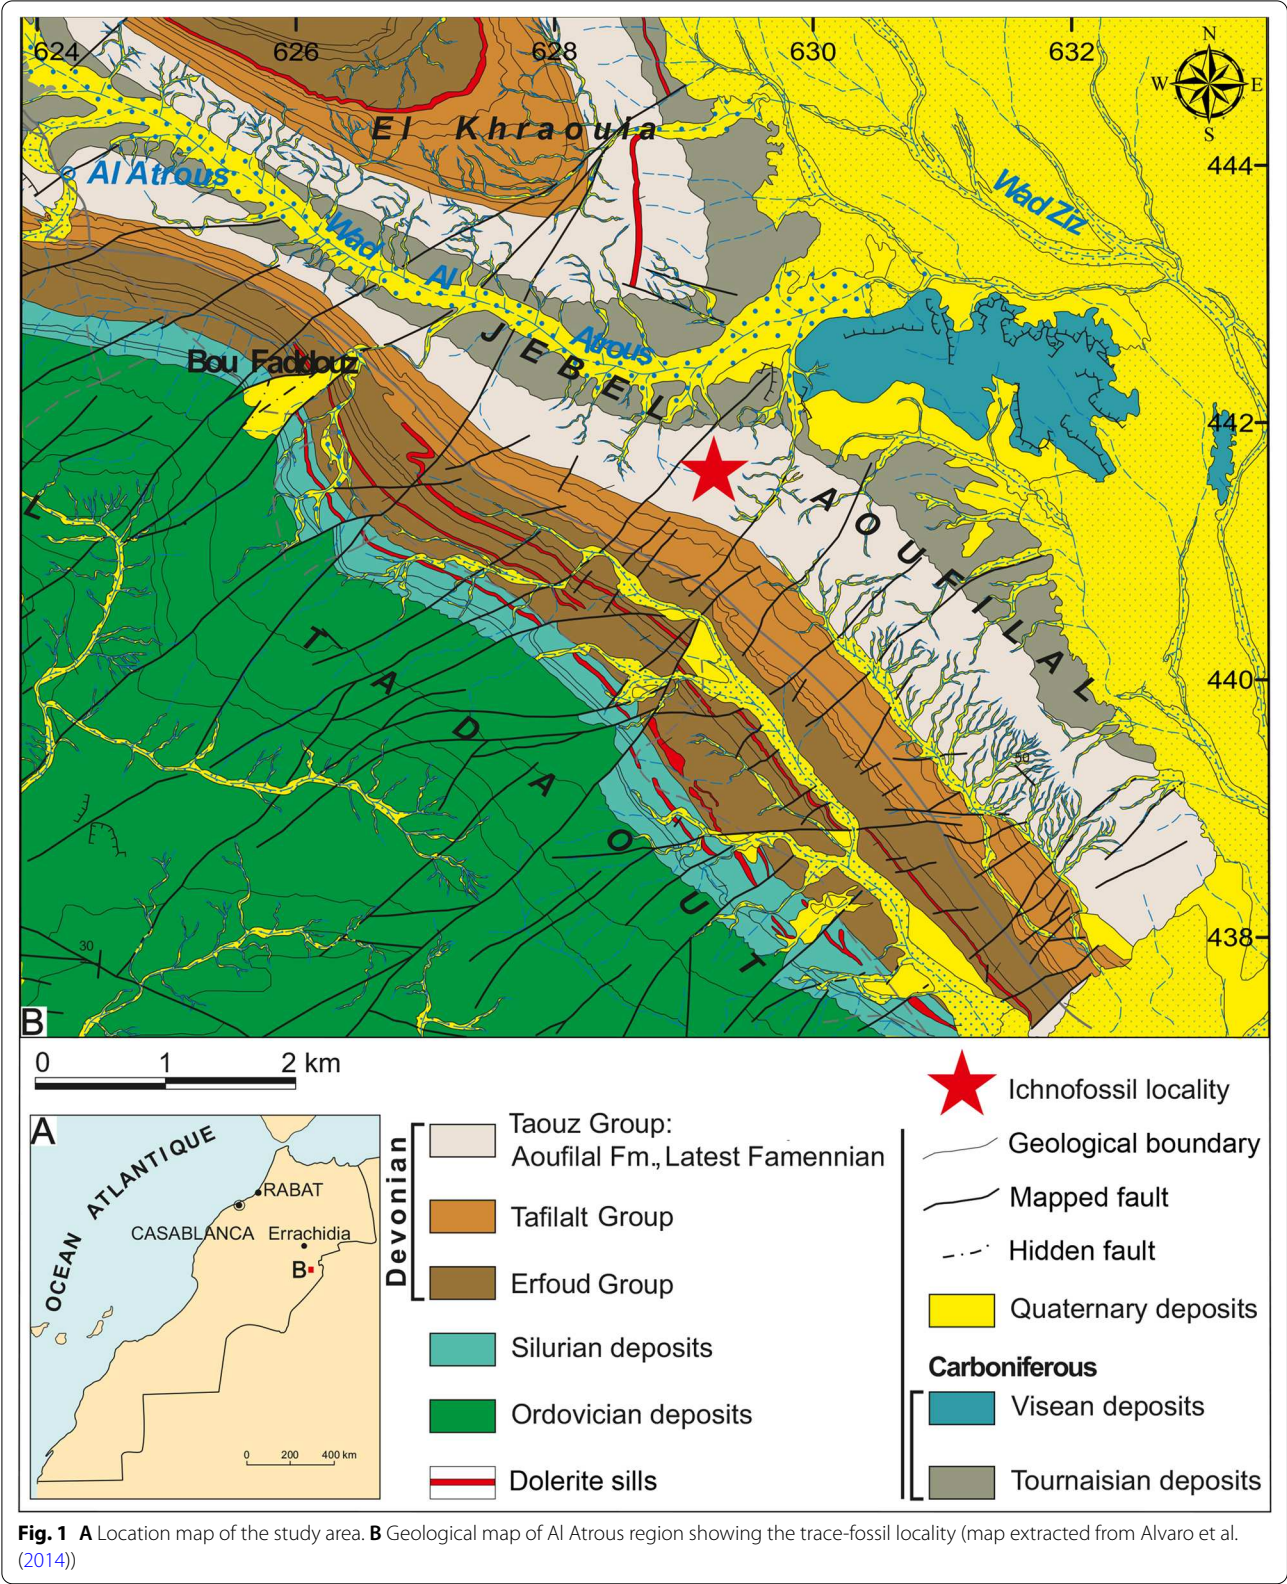 624
626
628
630
632
N
W
E
S
El Khraouia
444
Al Atrous
Wad Ziz
Wad
Al
Atrous
JEBEL
Bou Faddouz
442
AOUFILAL
L
TADAOUT
440
50
438
30
B
0 1 2 km
A
OCEAN ATLANTIQUE
RABAT
CASABLANCA
Errachidia
B
0 200 400 km
Devonian
Taouz Group:
Aoufilal Fm., Latest Famennian
Tafilalt Group
Erfoud Group
Silurian deposits
Ordovician deposits
Dolerite sills
Ichnofossil locality
Geological boundary
Mapped fault
Hidden fault
Quaternary deposits
Carboniferous
Visean deposits
Tournaisian deposits
Fig. 1 A Location map of the study area. B Geological map of Al Atrous region showing the trace-fossil locality (map extracted from Alvaro et al.
(2014))